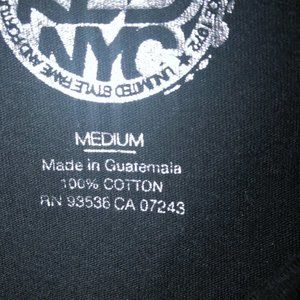 NYC
UNLIMITED STYLE FAME AND
MEDIUM
Made in Guatemala
100% COTTON
RN 93536 CA 07243